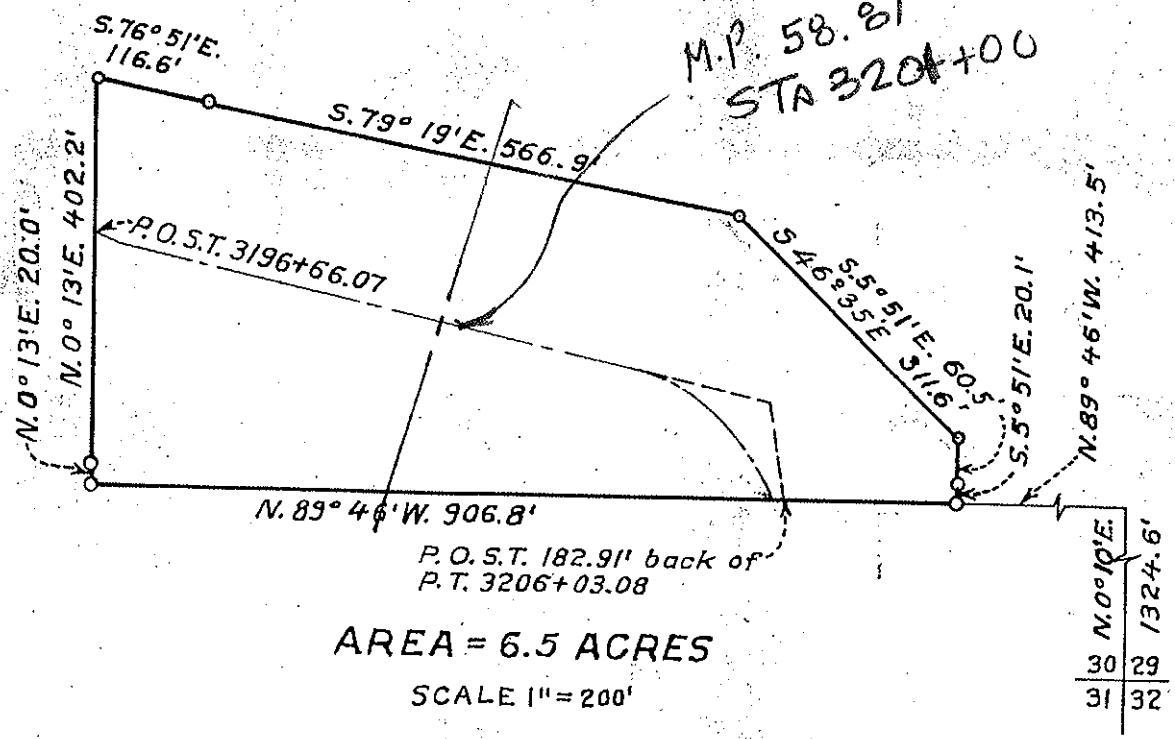 M.P. 58.81
STA 3201+00
S. 76° 51' E.
116.6'
S. 79° 19' E. 566.9'
N. 0° 13' E. 20.0'
N. 0° 13' E. 402.2'
P.O.S.T. 3196+66.07
S. 46° 35' E 311.6'
S. 5° 51' E. 60.5
S. 5° 51' E. 20.1'
N. 89° 46' W. 413.5'
N. 89° 46' W. 906.8'
P.O.S.T. 182.91' back of
P.T. 3206+03.08
N. 0° 10' E.
1324.6'
30 29
31 32
AREA = 6.5 ACRES
SCALE 1" = 200'